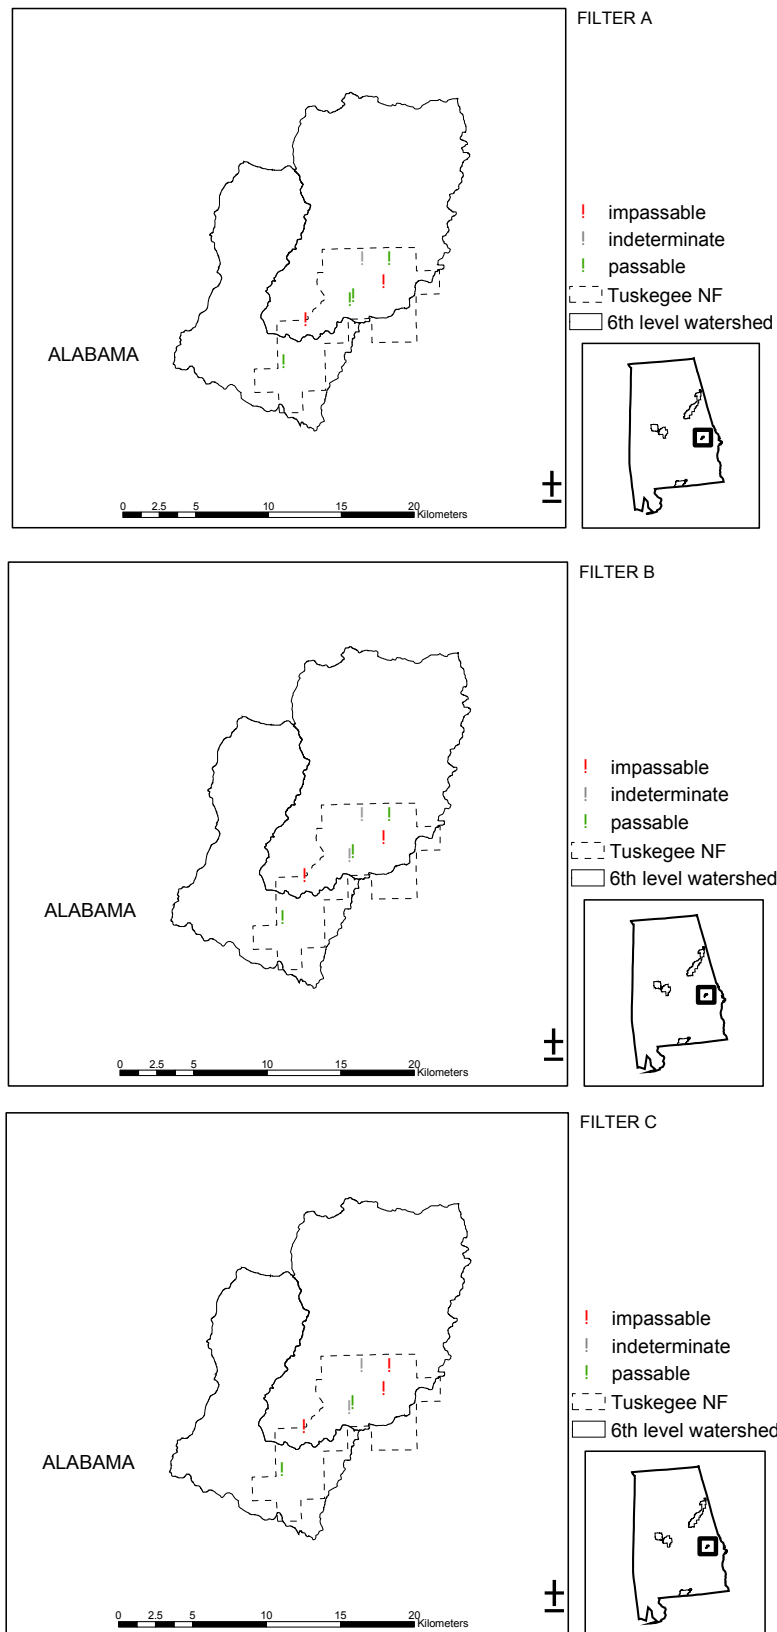 FILTER A
impassable
indeterminate
passable
Tuskegee NF
6th level watershed
ALABAMA
0 2.5 5 10 15 20
Kilometers
FILTER B
impassable
indeterminate
passable
Tuskegee NF
6th level watershed
ALABAMA
0 2.5 5 10 15 20
Kilometers
FILTER C
impassable
indeterminate
passable
Tuskegee NF
6th level watershed
ALABAMA
0 2.5 5 10 15 20
Kilometers